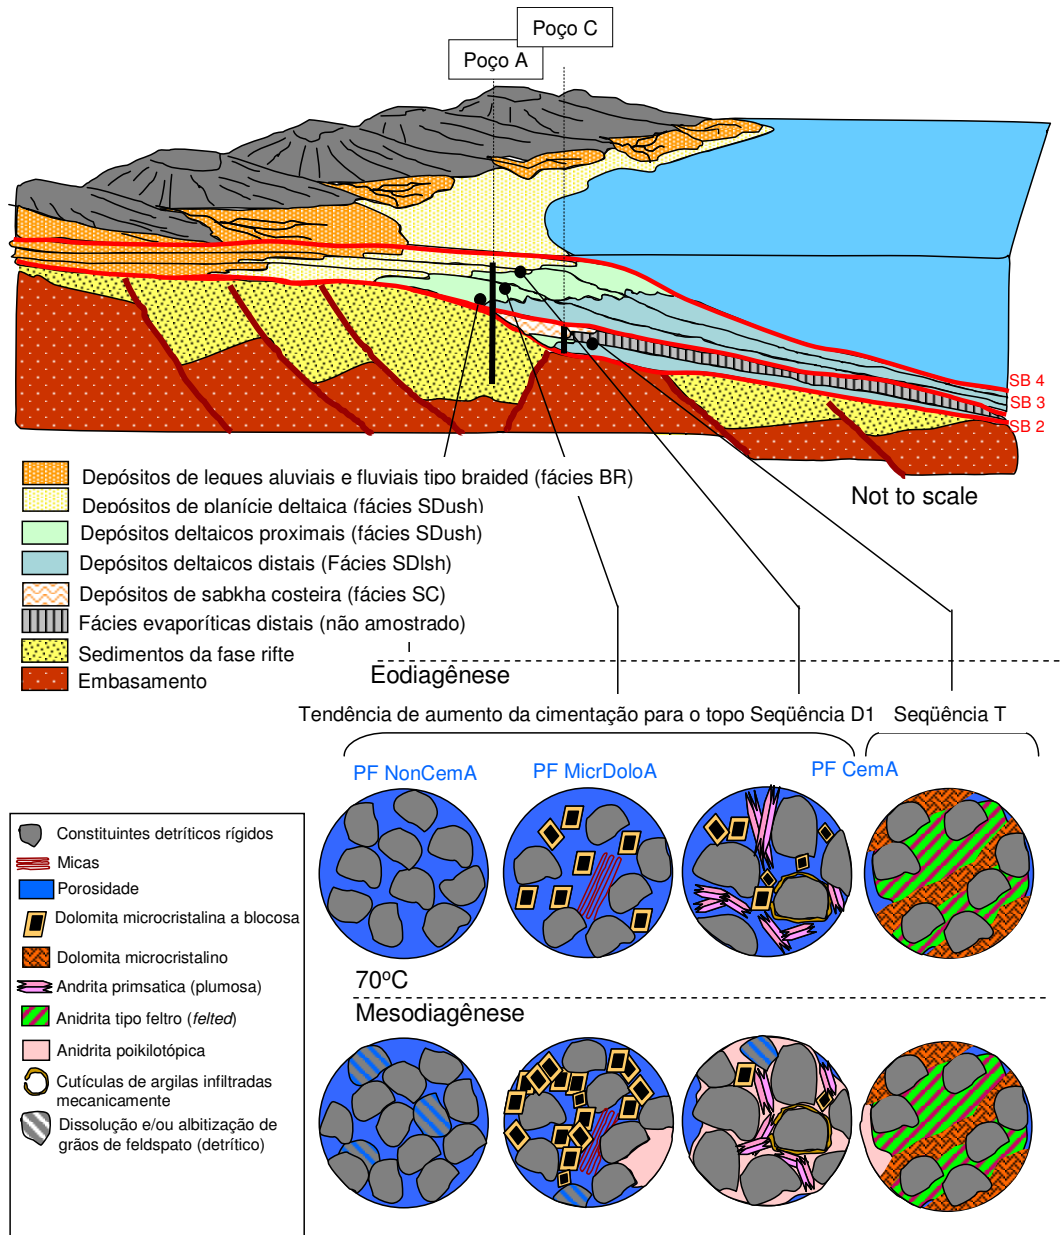 Poço C
Poço A
SB 4
SB 3
SB 2
Not to scale
Depósitos de leques aluviais e fluviais tipo braided (fácies BR)
Depósitos de planície deltaica (fácies SDush)
Depósitos deltaicos proximais (fácies SDush)
Depósitos deltaicos distais (Fácies SDlsh)
Depósitos de sabkha costeira (fácies SC)
Fácies evaporíticas distais (não amostrado)
Sedimentos da fase rifte
Embasamento
Eodiagênese
Tendência de aumento da cimentação para o topo Seqüência D1
Seqüência T
PF NonCemA
PF MicrDoloA
PF CemA
70ºC
Mesodiagênese
Constituintes detríticos rígidos
Micas
Porosidade
Dolomita microcristalina a blocosa
Dolomita microcristalino
Andrita primsatica (plumosa)
Anidrita tipo feltro (felted)
Anidrita poikilotópica
Cutículas de argilas infiltradas
mecanicamente
Dissolução e/ou albitização de
grãos de feldspato (detrítico)